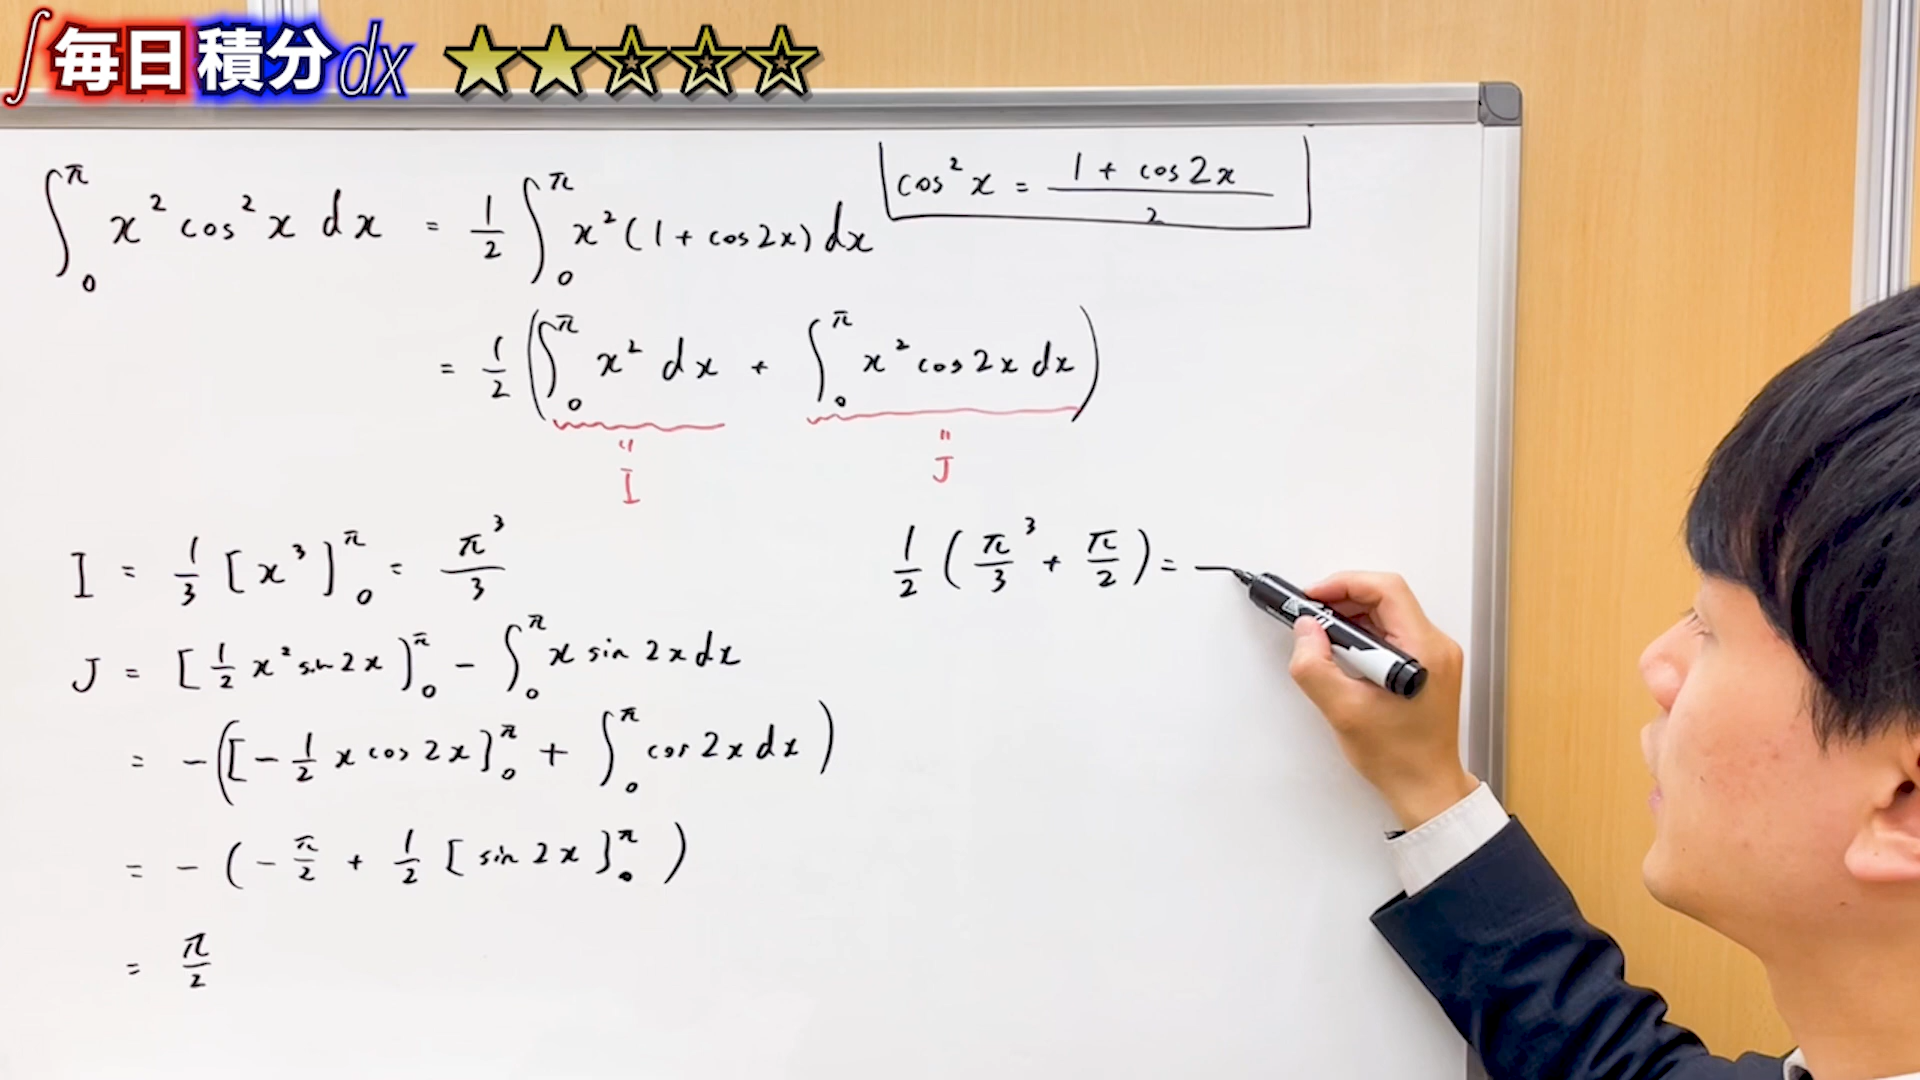 ∫毎日積分dx ★★☆☆☆
∫₀^π x² cos² x dx = 1/2 ∫₀^π x² (1 + cos 2x) dx
cos² x = (1 + cos 2x)/2
= 1/2 (∫₀^π x² dx + ∫₀^π x² cos 2x dx)
" "
I J
I = 1/3 [x³]₀^π = π³/3
1/2 (π³/3 + π/2) =
J = [1/2 x² sin 2x]₀^π - ∫₀^π x sin 2x dx
= -([-1/2 x cos 2x]₀^π + ∫₀^π cos 2x dx)
= -(-π/2 + 1/2 [sin 2x]₀^π)
= π/2